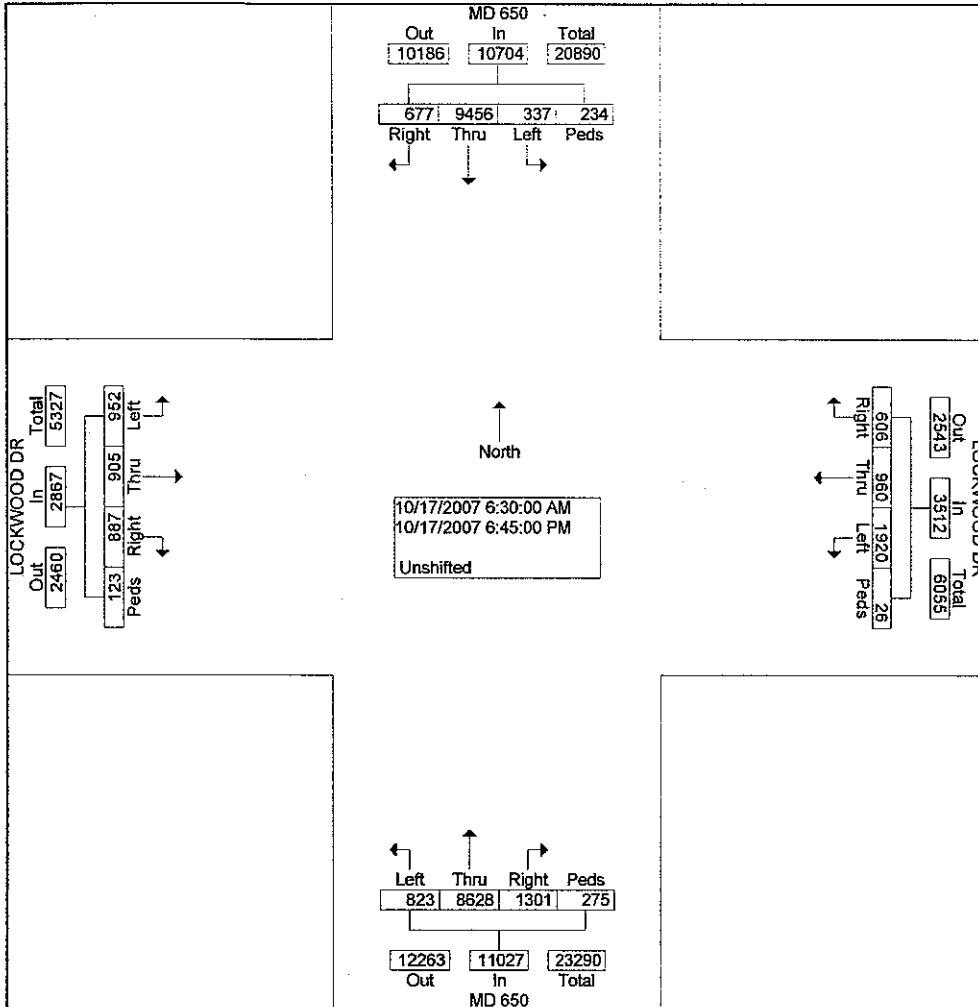 MD 650
Out In Total
10186 10704 20890
677 9456 337 234
Right Thru Left Peds
LOCKWOOD DR
Total 5327
In 2867
Out 2460
952 905 887 123
Left Thru Right Peds
North
10/17/2007 6:30:00 AM
10/17/2007 6:45:00 PM
Unshifted
Right Thru Left Peds
606 960 1920 26
Out 2543
In 3512
Total 6055
LOCKWOOD DR
Left Thru Right Peds
823 8628 1301 275
12263 11027 23290
Out In Total
MD 650